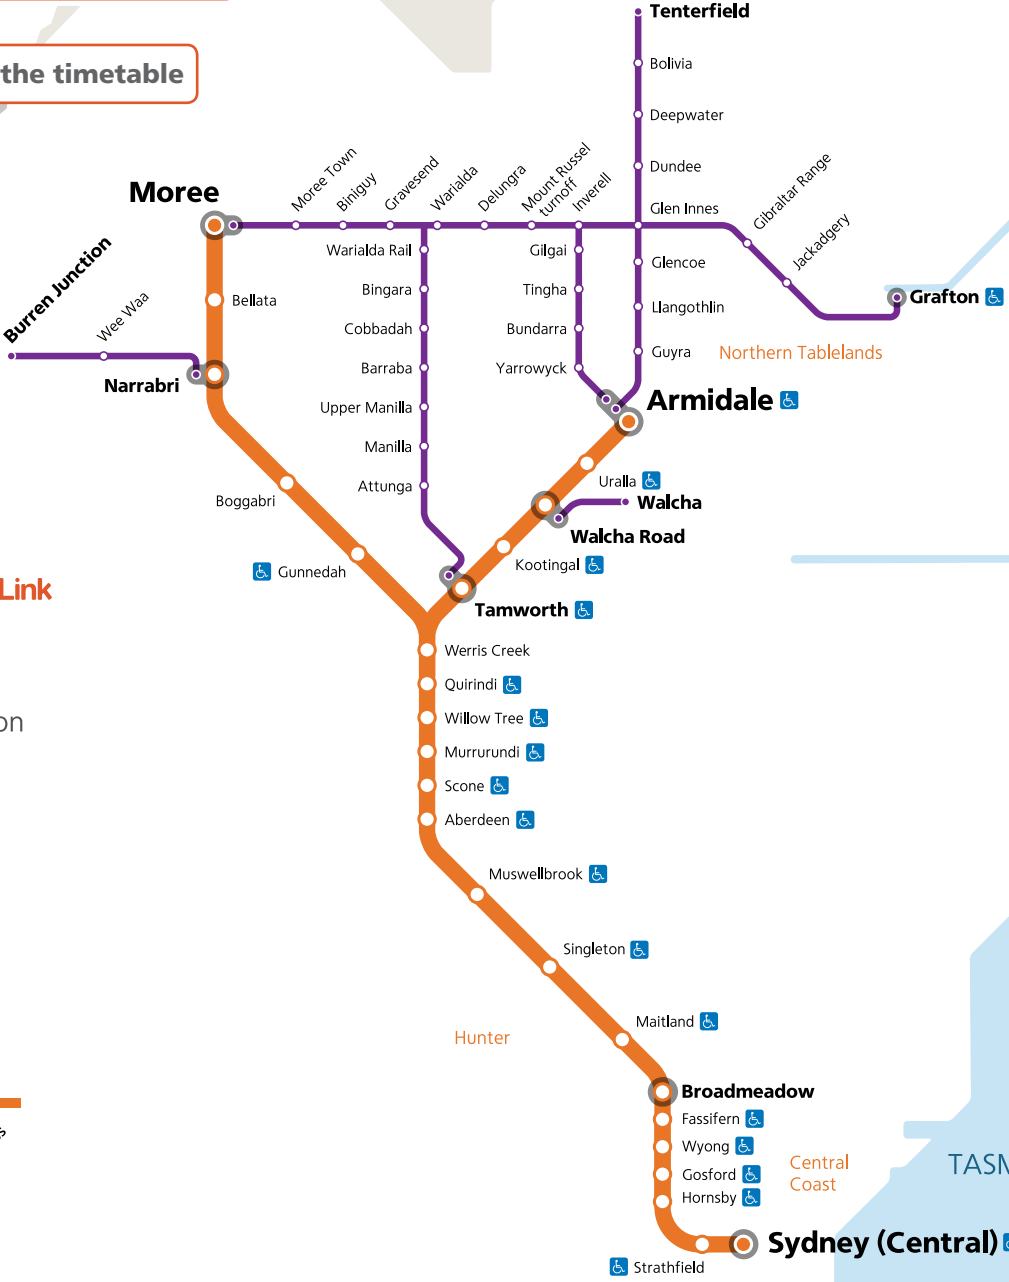 the timetable
Tenterfield
Bolivia
Deepwater
Dundee
Glen Innes
Moree
Moree Town
Biniguy
Gravesend
Warialda
Delungra
Mount Russel
turnoff
Inverell
Gibraltar Range
Jackadgery
Grafton
Burren Junction
Wee Waa
Narrabri
Bellata
Warialda Rail
Bingara
Cobbadah
Barraba
Upper Manilla
Manilla
Attunga
Gilgai
Tingha
Bundarra
Yarrowyck
Glencoe
Llangothlin
Guyra
Northern Tablelands
Armidale
Uralla
Walcha
Walcha Road
Kootingal
Tamworth
Boggabri
Gunnedah
Link
on
Werris Creek
Quirindi
Willow Tree
Murrurundi
Scone
Aberdeen
Muswellbrook
Singleton
Maitland
Hunter
Broadmeadow
Fassifern
Wyong
Gosford
Hornsby
Central
Coast
TASM
Sydney (Central)
Strathfield